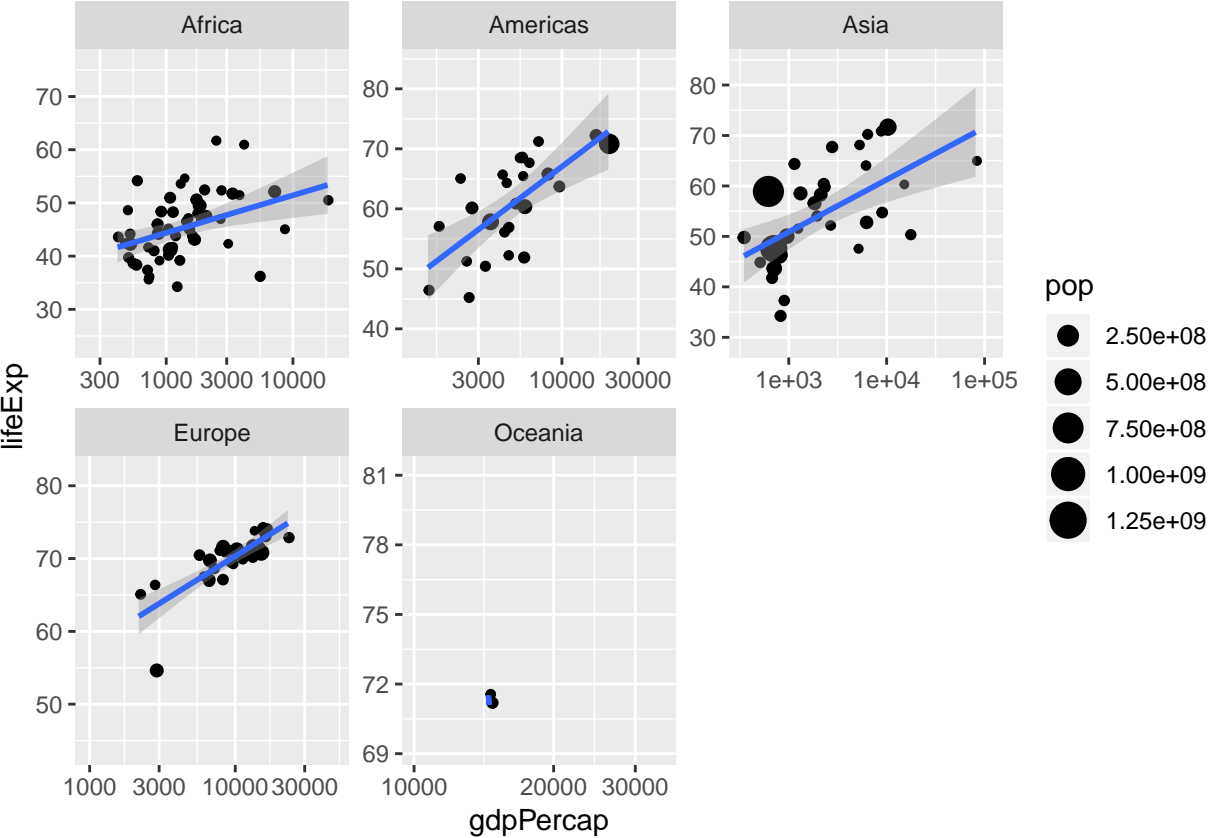 Africa
Americas
Asia
70
60
50
40
30
80
70
60
50
40
80
70
60
50
40
30
300 1000 3000 10000
3000 10000 30000
1e+03 1e+04 1e+05
Europe
Oceania
80
70
60
50
81
78
75
72
69
1000 3000 10000 30000
10000 20000 30000
lifeExp
gdpPercap
pop
2.50e+08
5.00e+08
7.50e+08
1.00e+09
1.25e+09